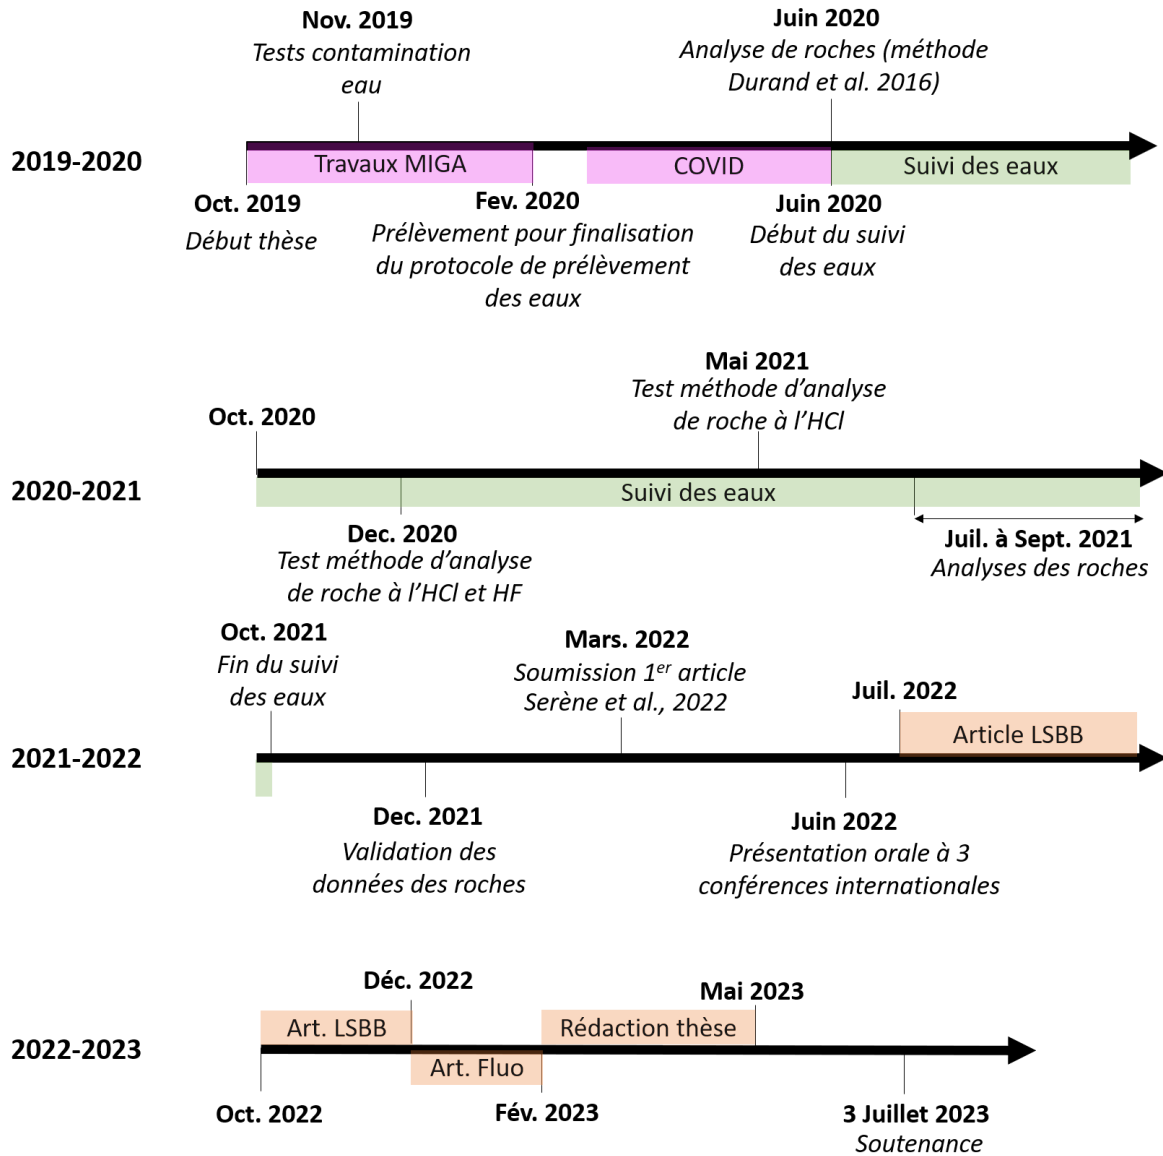 Nov. 2019
Tests contamination
eau
Juin 2020
Analyse de roches (méthode
Durand et al. 2016)
2019-2020
Travaux MIGA
COVID
Suivi des eaux
Oct. 2019
Début thèse
Fev. 2020
Prélèvement pour finalisation
du protocole de prélèvement
des eaux
Juin 2020
Début du suivi
des eaux
Mai 2021
Test méthode d’analyse
de roche à l’HCl
Oct. 2020
2020-2021
Suivi des eaux
Dec. 2020
Test méthode d’analyse
de roche à l’HCl et HF
Juil. à Sept. 2021
Analyses des roches
Oct. 2021
Fin du suivi
des eaux
Mars. 2022
Soumission 1er article
Serène et al., 2022
Juil. 2022
Article LSBB
2021-2022
Dec. 2021
Validation des
données des roches
Juin 2022
Présentation orale à 3
conférences internationales
Déc. 2022
Mai 2023
Art. LSBB
Rédaction thèse
2022-2023
Art. Fluo
Oct. 2022
Fév. 2023
3 Juillet 2023
Soutenance